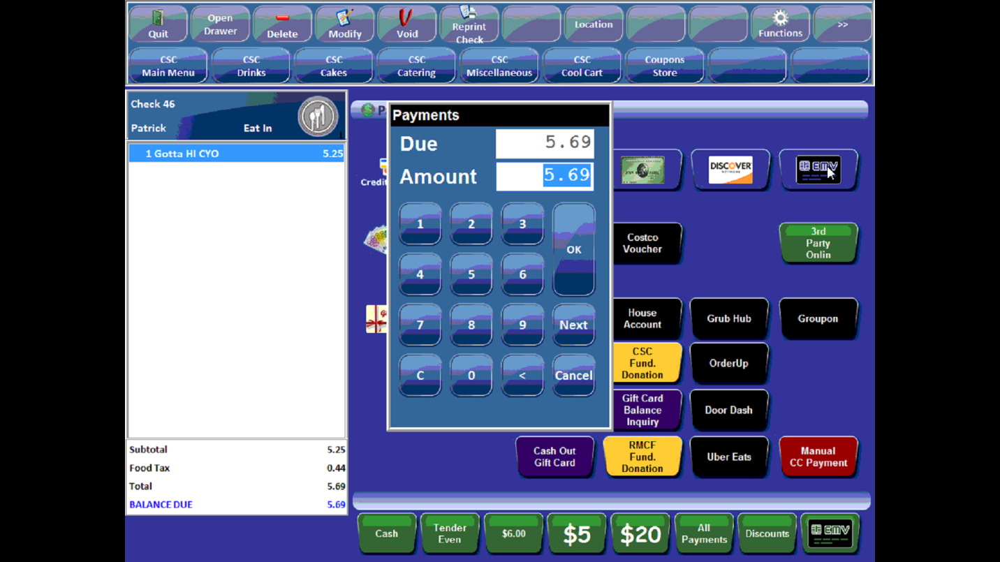 Quit
Open
Drawer
Delete
Modify
Void
Reprint
Check
Location
Functions
>>
CSC
Main Menu
CSC
Drinks
CSC
Cakes
CSC
Catering
CSC
Miscellaneous
CSC
Cool Cart
Coupons
Store
Check 46
Patrick Eat In
1 Gotta HI CYO 5.25
Subtotal 5.25
Food Tax 0.44
Total 5.69
BALANCE DUE 5.69
Payments
Due 5.69
Amount 5.69
1 2 3
OK
4 5 6
7 8 9 Next
C 0 < Cancel
Credit
DISCOVER
NETWORK
EMV
Costco
Voucher
3rd
Party
Onlin
House
Account
Grub Hub
Groupon
CSC
Fund.
Donation
OrderUp
Gift Card
Balance
Inquiry
Door Dash
Cash Out
Gift Card
RMCF
Fund.
Donation
Uber Eats
Manual
CC Payment
Cash
Tender
Even
$6.00
$5
$20
All
Payments
Discounts
EMV